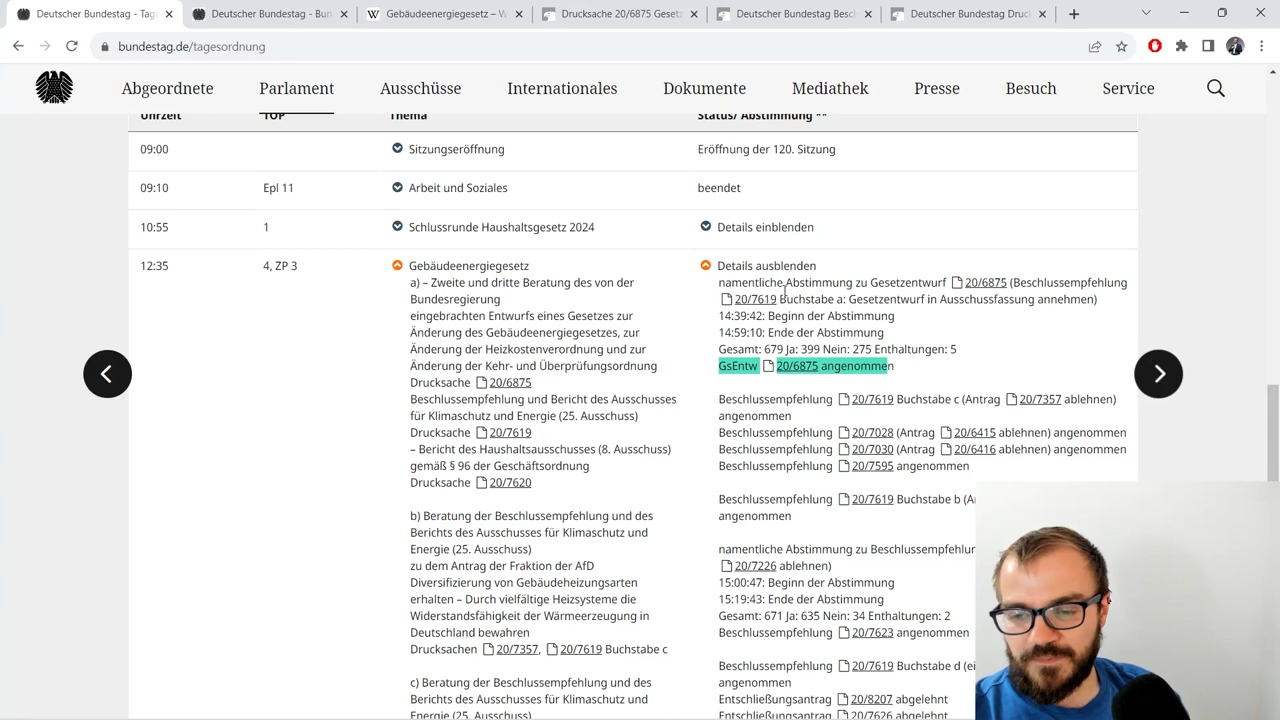 Deutscher Bundestag - Tage
Deutscher Bundestag - Bun
Gebäudeenergiegesetz – W
Drucksache 20/6875 Gesetz
Deutscher Bundestag Besch
Deutscher Bundestag Druck
bundestag.de/tagesordnung
Abgeordnete Parlament Ausschüsse Internationales Dokumente Mediathek Presse Besuch Service
Uhrzeit TOP Thema Status/ Abstimmung **
09:00 Sitzungseröffnung Eröffnung der 120. Sitzung
09:10 Epl 11 Arbeit und Soziales beendet
10:55 1 Schlussrunde Haushaltsgesetz 2024 Details einblenden
12:35 4, ZP 3 Gebäudeenergiegesetz
a) – Zweite und dritte Beratung des von der
Bundesregierung
eingebrachten Entwurfs eines Gesetzes zur
Änderung des Gebäudeenergiegesetzes, zur
Änderung der Heizkostenverordnung und zur
Änderung der Kehr- und Überprüfungsordnung
Drucksache 20/6875
Beschlussempfehlung und Bericht des Ausschusses
für Klimaschutz und Energie (25. Ausschuss)
Drucksache 20/7619
– Bericht des Haushaltsausschusses (8. Ausschuss)
gemäß § 96 der Geschäftsordnung
Drucksache 20/7620
b) Beratung der Beschlussempfehlung und des
Berichts des Ausschusses für Klimaschutz und
Energie (25. Ausschuss)
zu dem Antrag der Fraktion der AfD
Diversifizierung von Gebäudeheizungsarten
erhalten – Durch vielfältige Heizsysteme die
Widerstandsfähigkeit der Wärmeerzeugung in
Deutschland bewahren
Drucksachen 20/7357, 20/7619 Buchstabe c
c) Beratung der Beschlussempfehlung und des
Berichts des Ausschusses für Klimaschutz und
Energie (25. Ausschuss)
Details ausblenden
namentliche Abstimmung zu Gesetzentwurf 20/6875 (Beschlussempfehlung
20/7619 Buchstabe a: Gesetzentwurf in Ausschussfassung annehmen)
14:39:42: Beginn der Abstimmung
14:59:10: Ende der Abstimmung
Gesamt: 679 Ja: 399 Nein: 275 Enthaltungen: 5
GsEntw 20/6875 angenommen
Beschlussempfehlung 20/7619 Buchstabe c (Antrag 20/7357 ablehnen)
angenommen
Beschlussempfehlung 20/7028 (Antrag 20/6415 ablehnen) angenommen
Beschlussempfehlung 20/7030 (Antrag 20/6416 ablehnen) angenommen
Beschlussempfehlung 20/7595 angenommen
Beschlussempfehlung 20/7619 Buchstabe b (A
angenommen
namentliche Abstimmung zu Beschlussempfehlu
20/7226 ablehnen)
15:00:47: Beginn der Abstimmung
15:19:43: Ende der Abstimmung
Gesamt: 671 Ja: 635 Nein: 34 Enthaltungen: 2
Beschlussempfehlung 20/7623 angenommen
Beschlussempfehlung 20/7619 Buchstabe d (ei
angenommen
Entschließungsantrag 20/8207 abgelehnt
Entschließungsantrag 20/7626 abgelehnt